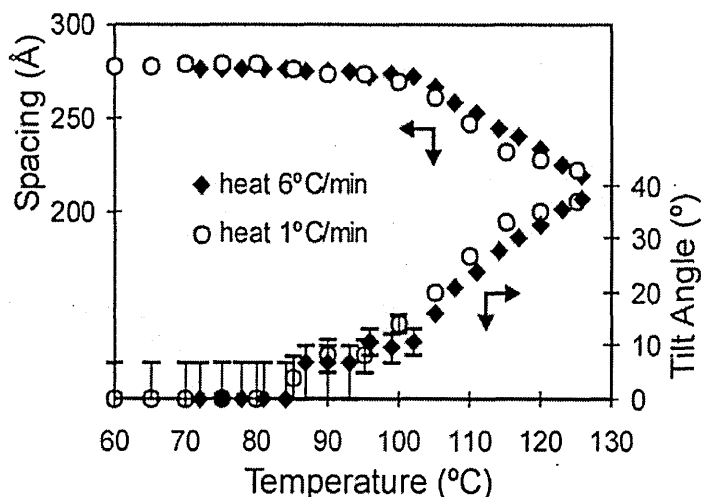 300
250
200
Spacing (Å)
heat 6ºC/min
heat 1ºC/min
40
30
20
10
0
Tilt Angle (º)
60 70 80 90 100 110 120 130
Temperature (ºC)